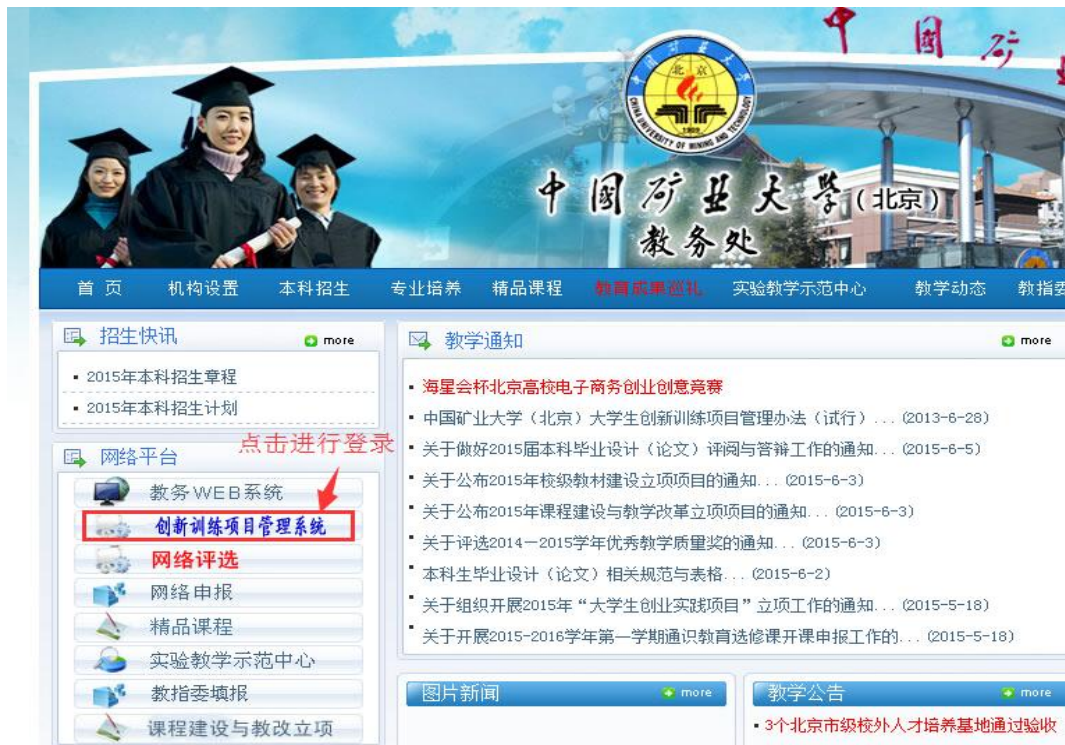 中国矿
北京
CHINA UNIVERSITY OF MINING AND TECHNOLOGY
1909
中国矿业大学(北京)
教务处
首 页 机构设置 本科招生 专业培养 精品课程 教育成果巡礼 实验教学示范中心 教学动态 教指委
招生快讯 more
2015年本科招生章程
2015年本科招生计划
点击进行登录
网络平台
教务WEB系统
创新训练项目管理系统
网络评选
网络申报
精品课程
实验教学示范中心
教指委填报
课程建设与教改立项
教学通知 more
海星会杯北京高校电子商务创业创意竞赛
中国矿业大学（北京）大学生创新训练项目管理办法（试行）...(2013-6-28)
关于做好2015届本科毕业设计（论文）评阅与答辩工作的通知...(2015-6-5)
关于公布2015年校级教材建设立项项目的通知...(2015-6-3)
关于公布2015年课程建设与教学改革立项项目的通知...(2015-6-3)
关于评选2014—2015学年优秀教学质量奖的通知...(2015-6-3)
本科生毕业设计（论文）相关规范与表格...(2015-6-2)
关于组织开展2015年“大学生创业实践项目”立项工作的通知...(2015-5-18)
关于开展2015-2016学年第一学期通识教育选修课开课申报工作的...(2015-5-18)
图片新闻 more
教学公告 more
3个北京市级校外人才培养基地通过验收